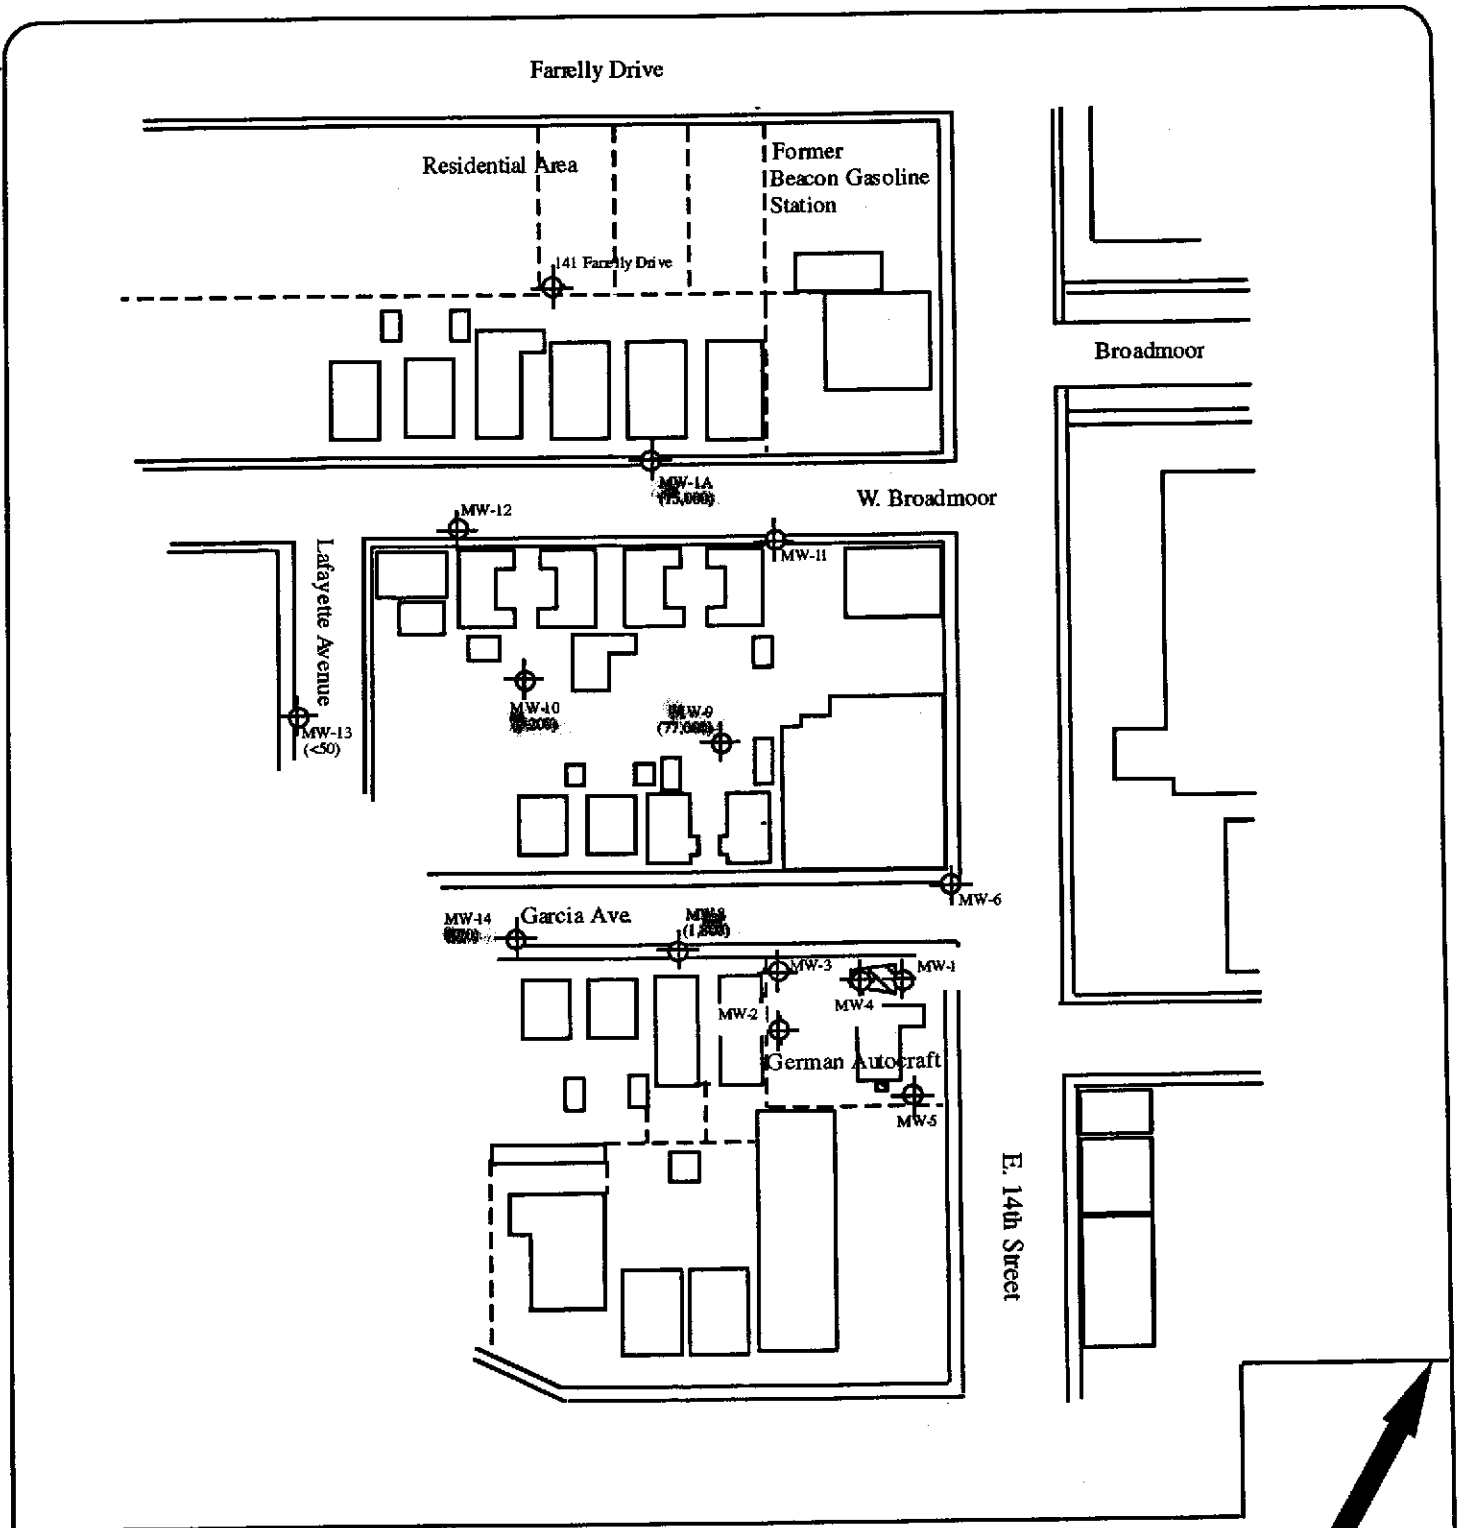 Farrelly Drive
Residential Area
Former
Beacon Gasoline
Station
141 Farrelly Drive
Broadmoor
MW-1A
W. Broadmoor
MW-12
MW-11
Lafayette Avenue
MW-10
MW-9
MW-13
(<50)
MW-6
MW-14
Garcia Ave.
MW-3
MW-1
MW-4
MW-2
German Autocraft
MW-5
E. 14th Street